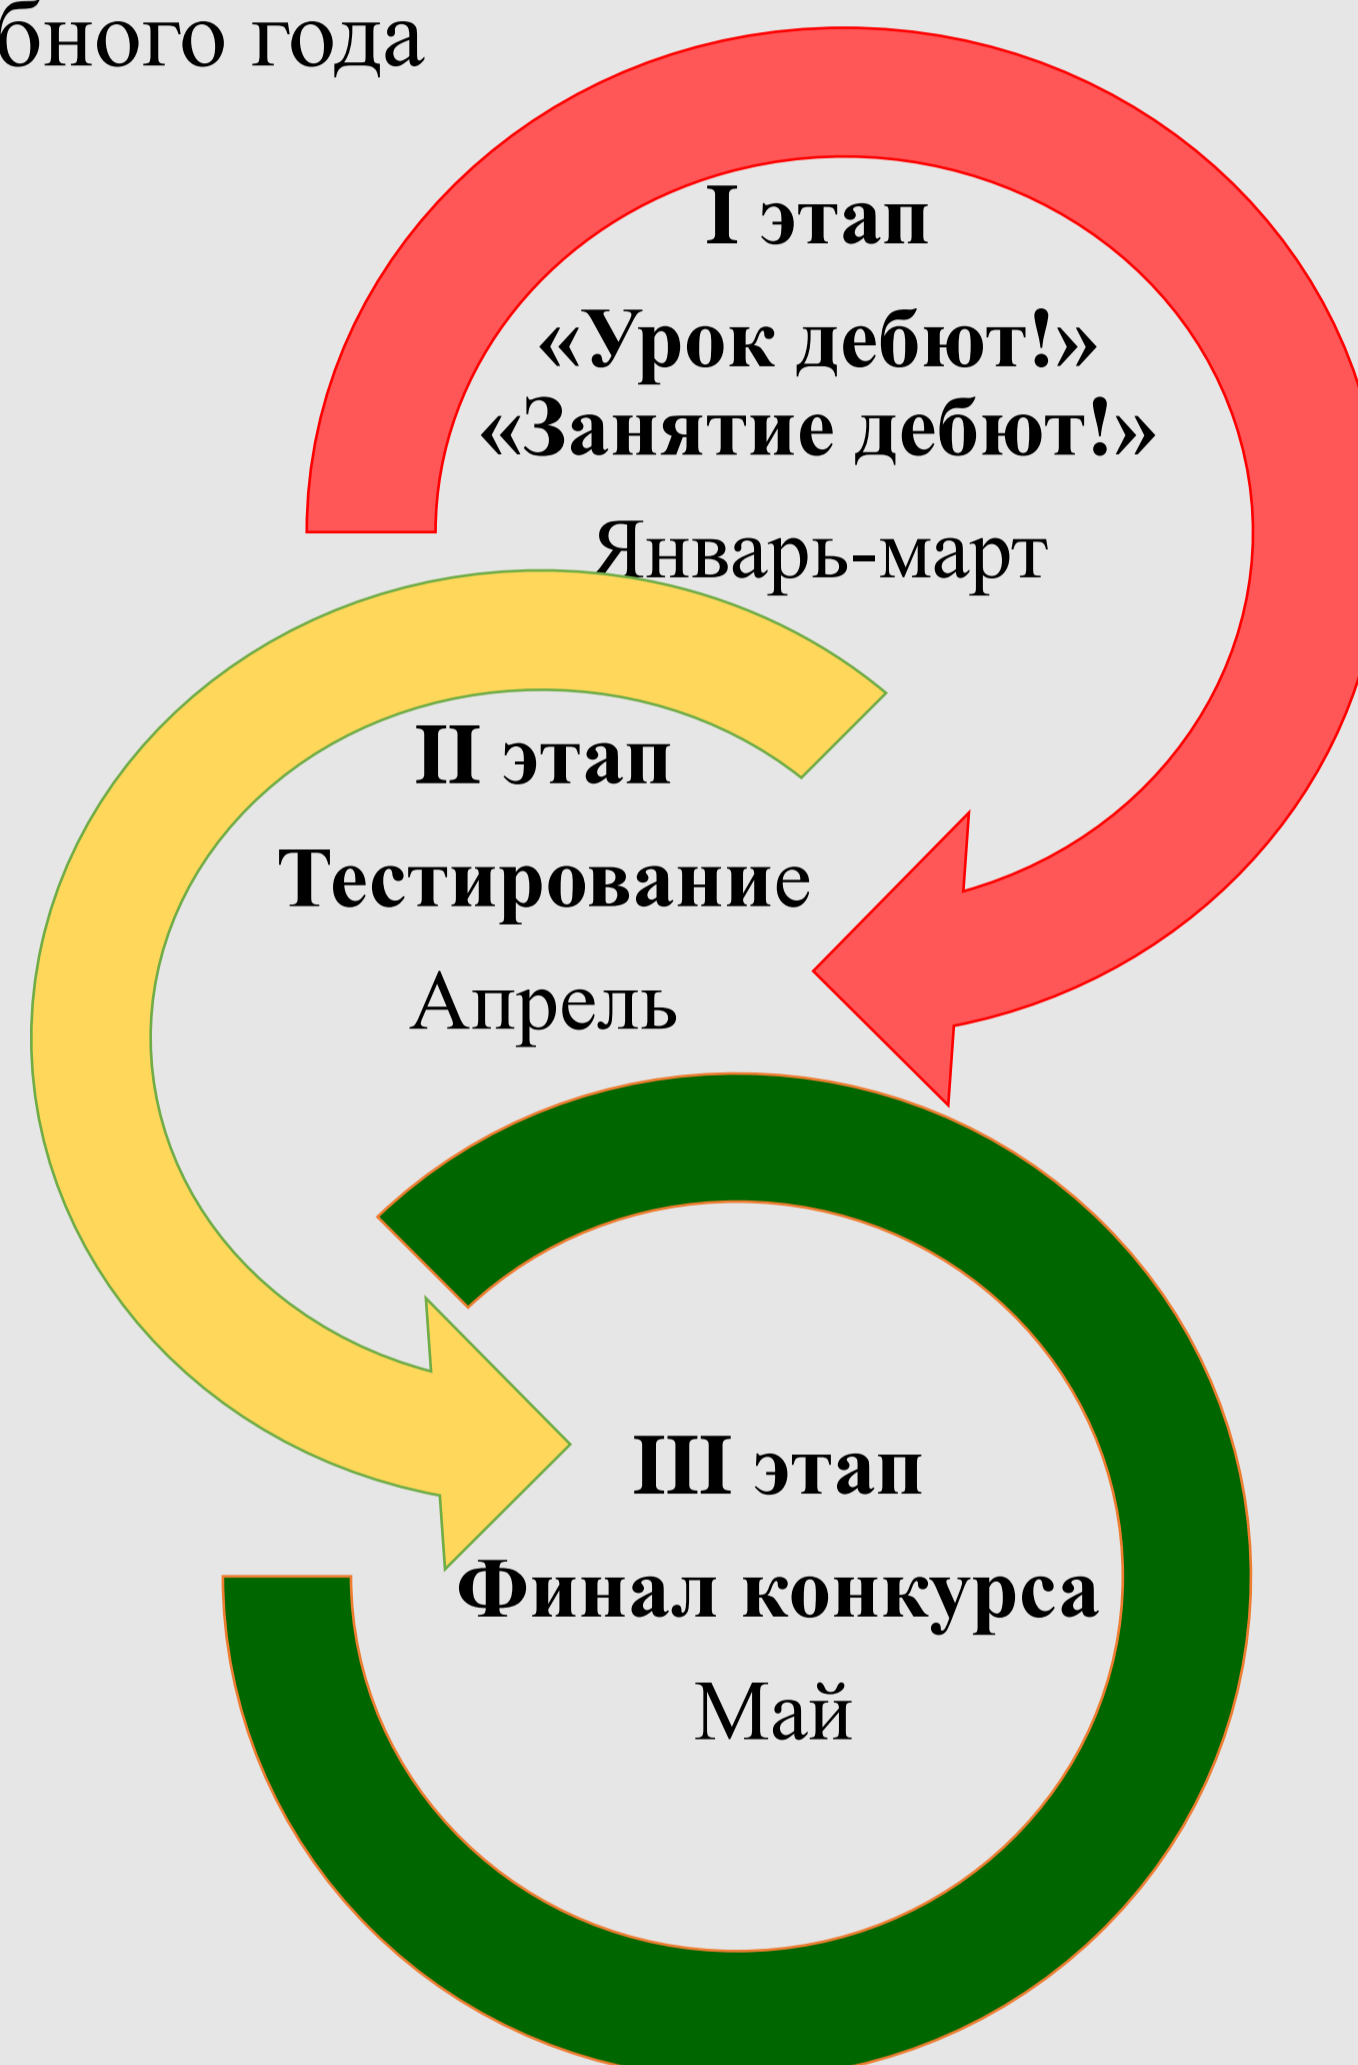 бного года
I этап
«Урок дебют!»
«Занятие дебют!»
Январь-март
II этап
Тестирование
Апрель
III этап
Финал конкурса
Май